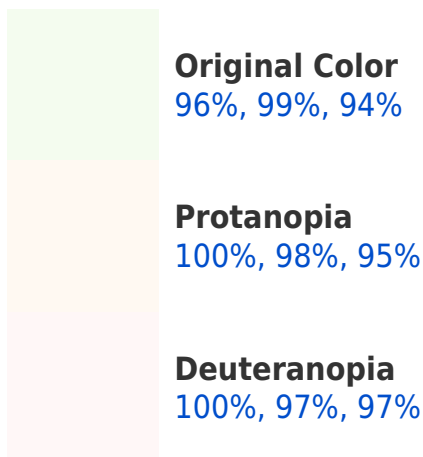 Original Color
96%, 99%, 94%
Protanopia
100%, 98%, 95%
Deuteranopia
100%, 97%, 97%